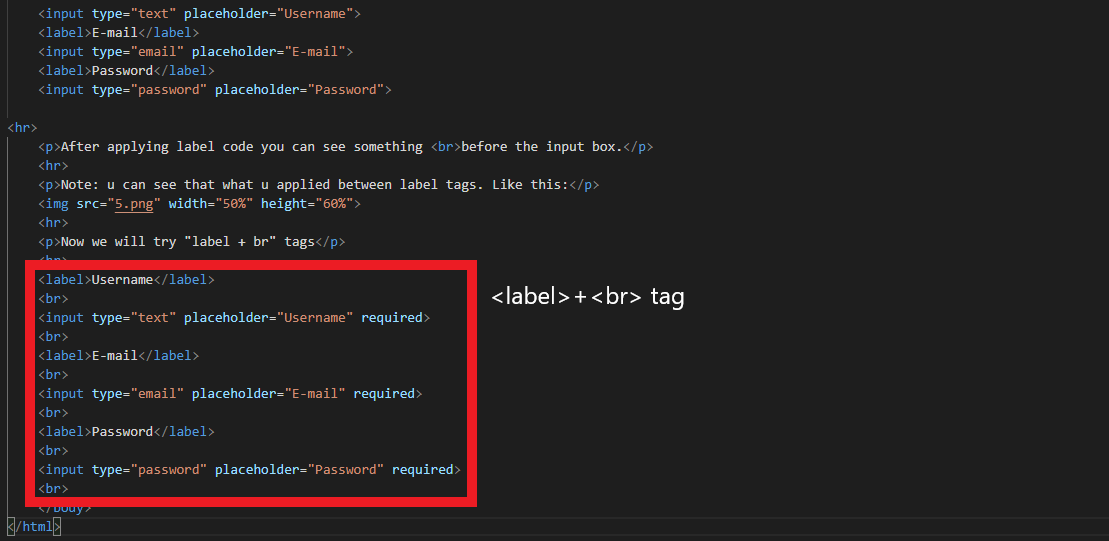 <input type="text" placeholder="Username">
<label>E-mail</label>
<input type="email" placeholder="E-mail">
<label>Password</label>
<input type="password" placeholder="Password">
<hr>
<p>After applying label code you can see something <br>before the input box.</p>
<hr>
<p>Note: u can see that what u applied between label tags. Like this:</p>
<img src="5.png" width="50%" height="60%">
<hr>
<p>Now we will try "label + br" tags</p>
<hr>
<label>Username</label>
<label>+<br> tag
<br>
<input type="text" placeholder="Username" required>
<br>
<label>E-mail</label>
<br>
<input type="email" placeholder="E-mail" required>
<br>
<label>Password</label>
<br>
<input type="password" placeholder="Password" required>
<br>
</body>
</html>